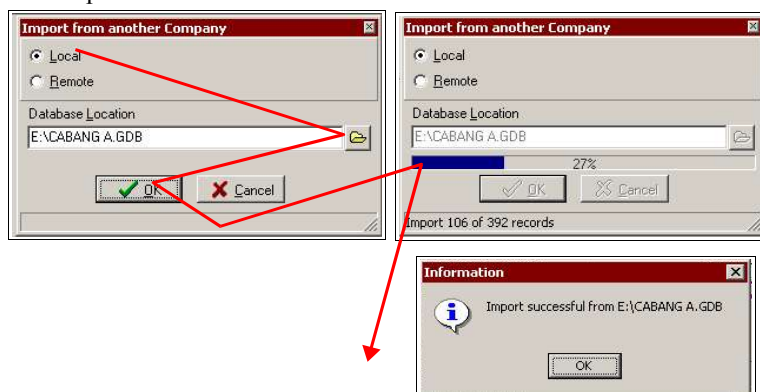 Import from another Company
Local
Remote
Database Location
E:\CABANG A.GDB
OK
Cancel
Import from another Company
Local
Remote
Database Location
E:\CABANG A.GDB
27%
OK
Cancel
Import 106 of 392 records
Information
Import successful from E:\CABANG A.GDB
OK